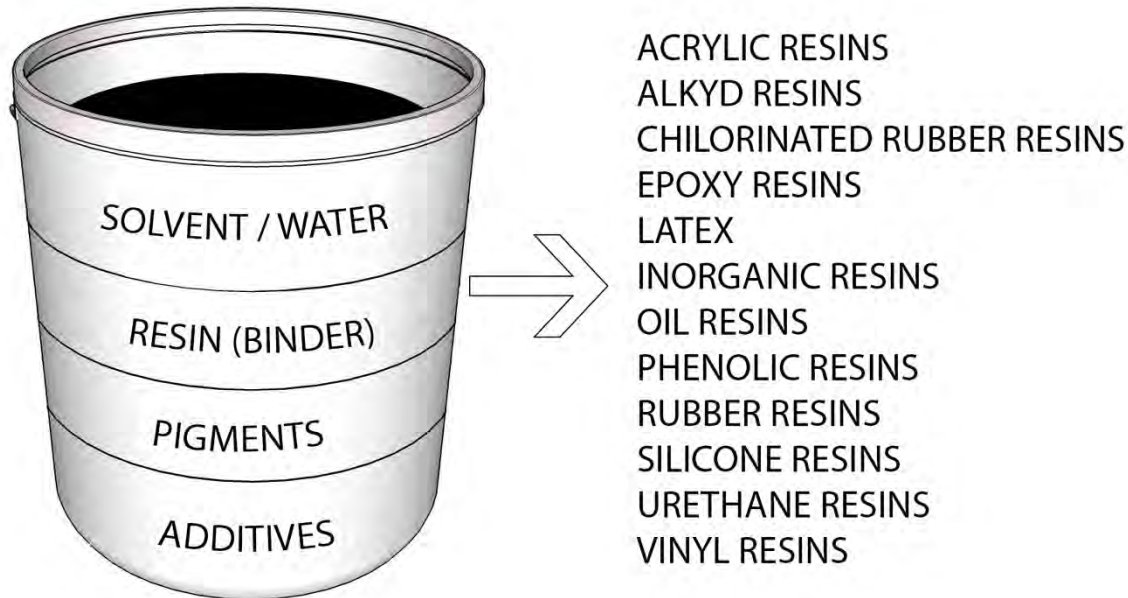 SOLVENT / WATER
RESIN (BINDER)
PIGMENTS
ADDITIVES
ACRYLIC RESINS
ALKYD RESINS
CHILORINATED RUBBER RESINS
EPOXY RESINS
LATEX
INORGANIC RESINS
OIL RESINS
PHENOLIC RESINS
RUBBER RESINS
SILICONE RESINS
URETHANE RESINS
VINYL RESINS